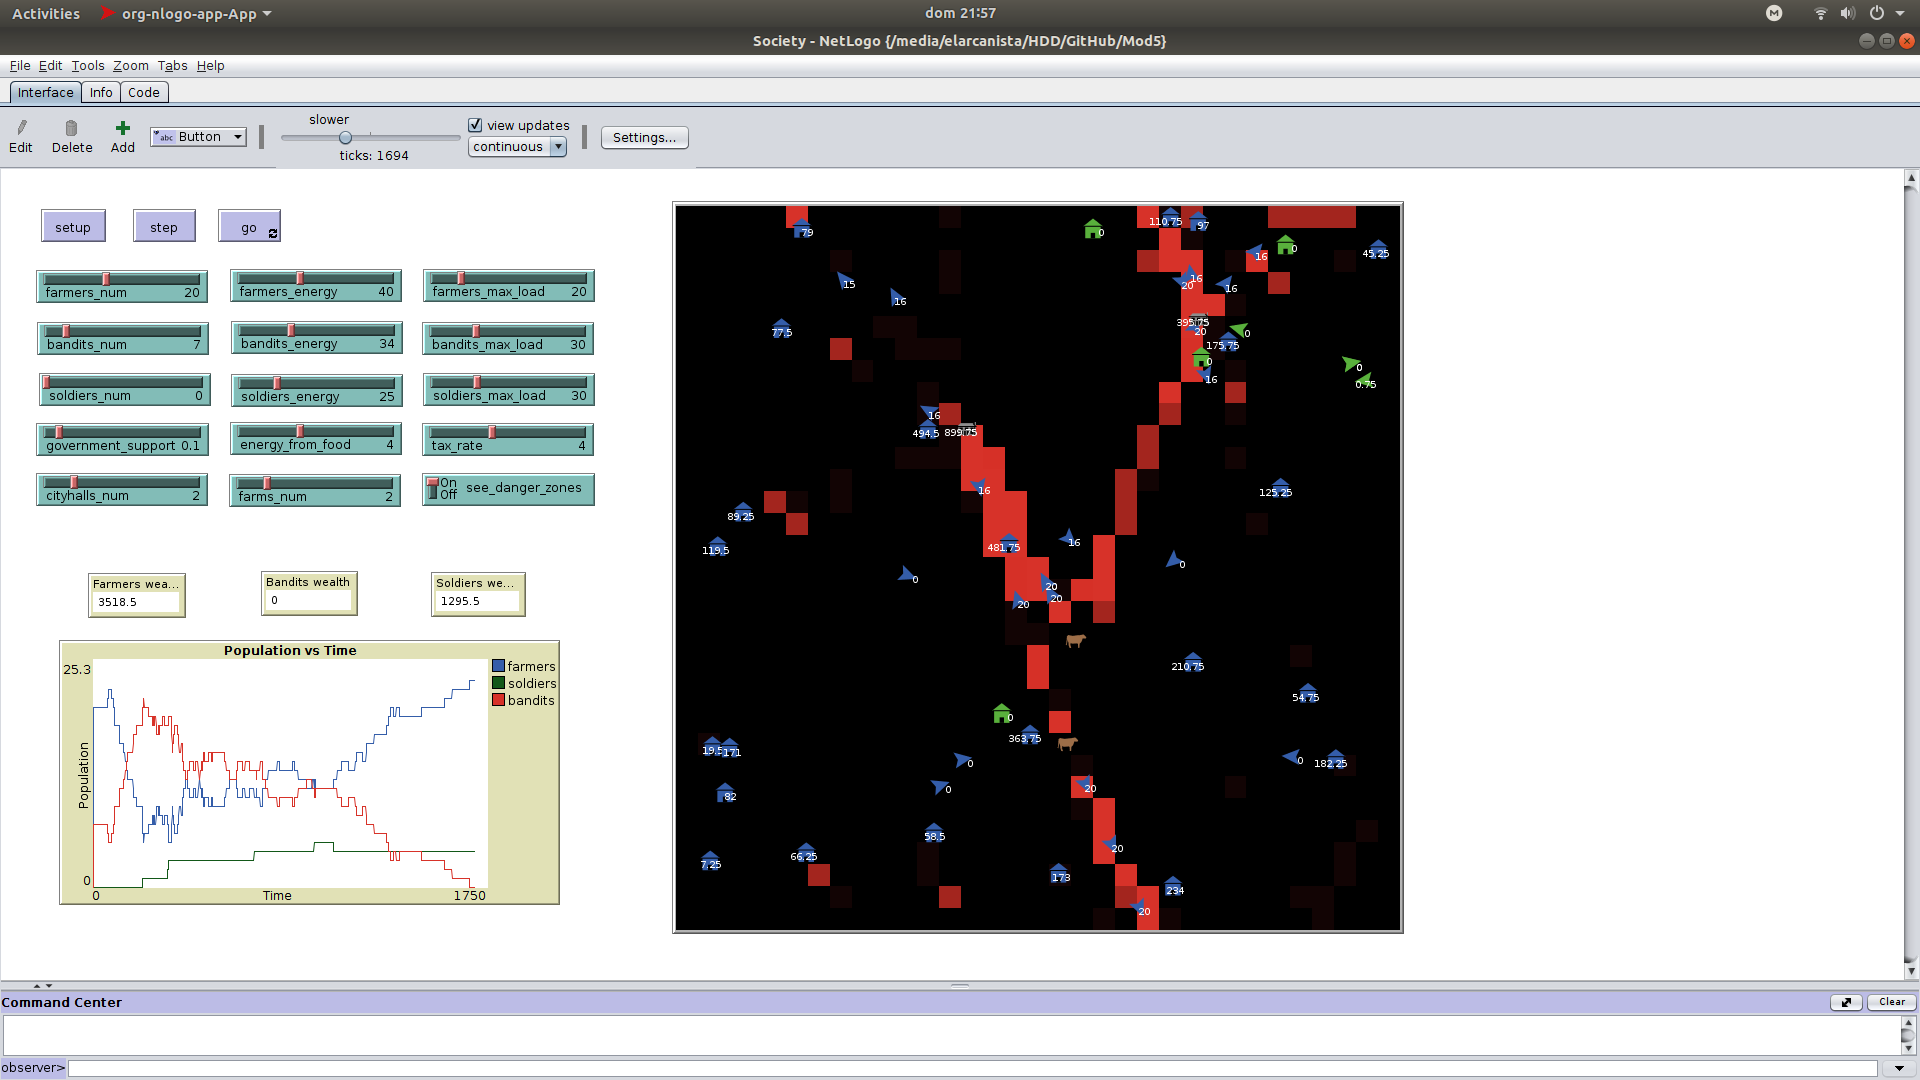 Activities
org-nlogo-app-App
dom 21:57
M
Society - NetLogo {/media/elarcanista/HDD/GitHub/Mod5}
File Edit Tools Zoom Tabs Help
Interface Info Code
Edit Delete Add
abc Button
slower
ticks: 1694
view updates
continuous
Settings...
setup step go
farmers_num 20
farmers_energy 40
farmers_max_load 20
bandits_num 7
bandits_energy 34
bandits_max_load 30
soldiers_num 0
soldiers_energy 25
soldiers_max_load 30
government_support 0.1
energy_from_food 4
tax_rate 4
cityhalls_num 2
farms_num 2
On
Off
see_danger_zones
Farmers wea...
3518.5
Bandits wealth
0
Soldiers we...
1295.5
Population vs Time
25.3
Population
0
0
Time
1750
farmers
soldiers
bandits
79
110.75
97
0
0
45.25
16
15
16
20
16
16
77.5
395.75
20
0
175.75
0
16
0
0.75
16
494.5
899.75
16
125.25
89.25
119.5
481.75
16
0
0
20
20
20
210.75
54.75
0
363.75
19.5
171
0
0
182.25
0
82
20
58.5
20
66.25
7.25
173
234
20
Command Center
Clear
observer>